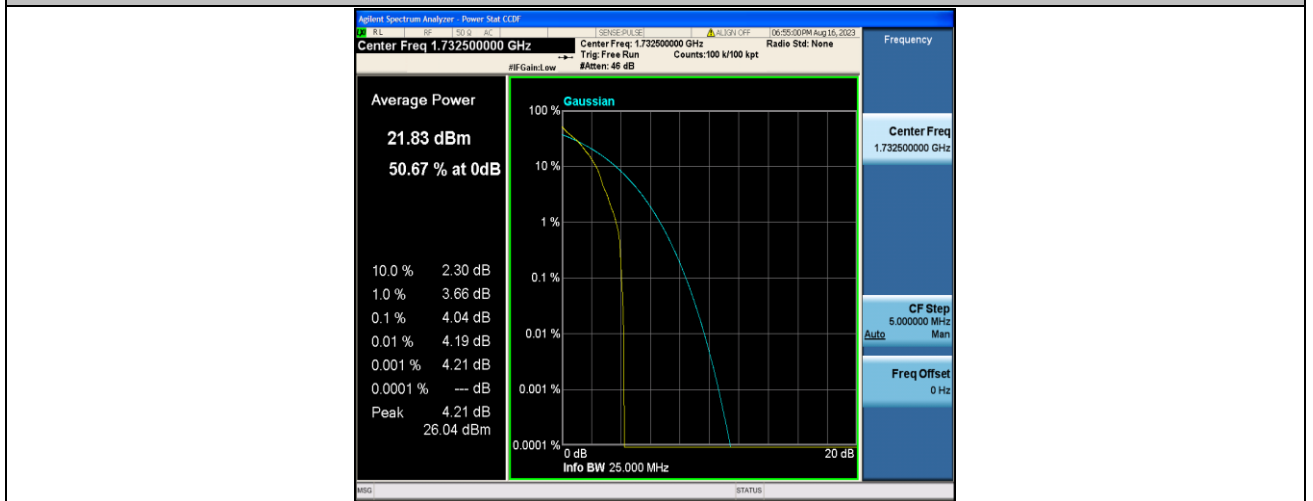 Agilent Spectrum Analyzer - Power Stat CCDF
RL RF 50 Ω AC SENSE:PULSE ALIGN OFF 06:55:00PM Aug 16, 2023
Center Freq 1.732500000 GHz
Center Freq: 1.732500000 GHz Radio Std: None
Trig: Free Run Counts:100 k/100 kpt
#IFGain:Low #Atten: 46 dB
Average Power
21.83 dBm
50.67 % at 0dB
10.0 % 2.30 dB
1.0 % 3.66 dB
0.1 % 4.04 dB
0.01 % 4.19 dB
0.001 % 4.21 dB
0.0001 % --- dB
Peak 4.21 dB
26.04 dBm
Gaussian
100 %
10 %
1 %
0.1 %
0.01 %
0.001 %
0.0001 %
0 dB 20 dB
Info BW 25.000 MHz
Frequency
Center Freq
1.732500000 GHz
CF Step
5.000000 MHz
Auto Man
Freq Offset
0 Hz
MSG STATUS